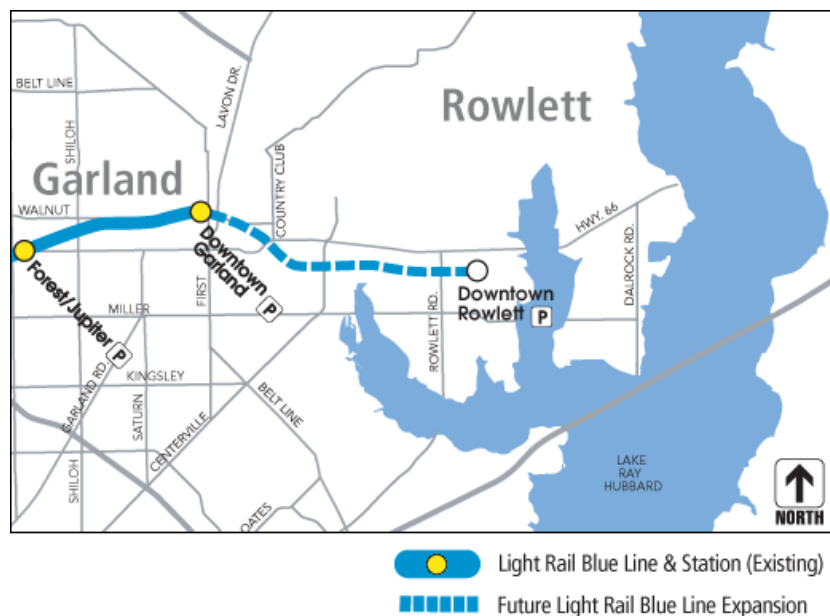 BELT LINE
SHILOH
LAVON DR.
Rowlett
Garland
COUNTRY CLUB
WALNUT
HWY. 66
DALROCK RD.
Downtown
Garland
P
Forest/Jupiter
P
FIRST
Downtown
Rowlett
P
ROWLETT RD.
MILLER
GARLAND RD.
KINGSLEY
SATURN
BELT LINE
CENTERVILLE
SHILOH
OATES
LAKE
RAY
HUBBARD
NORTH
Light Rail Blue Line & Station (Existing)
Future Light Rail Blue Line Expansion